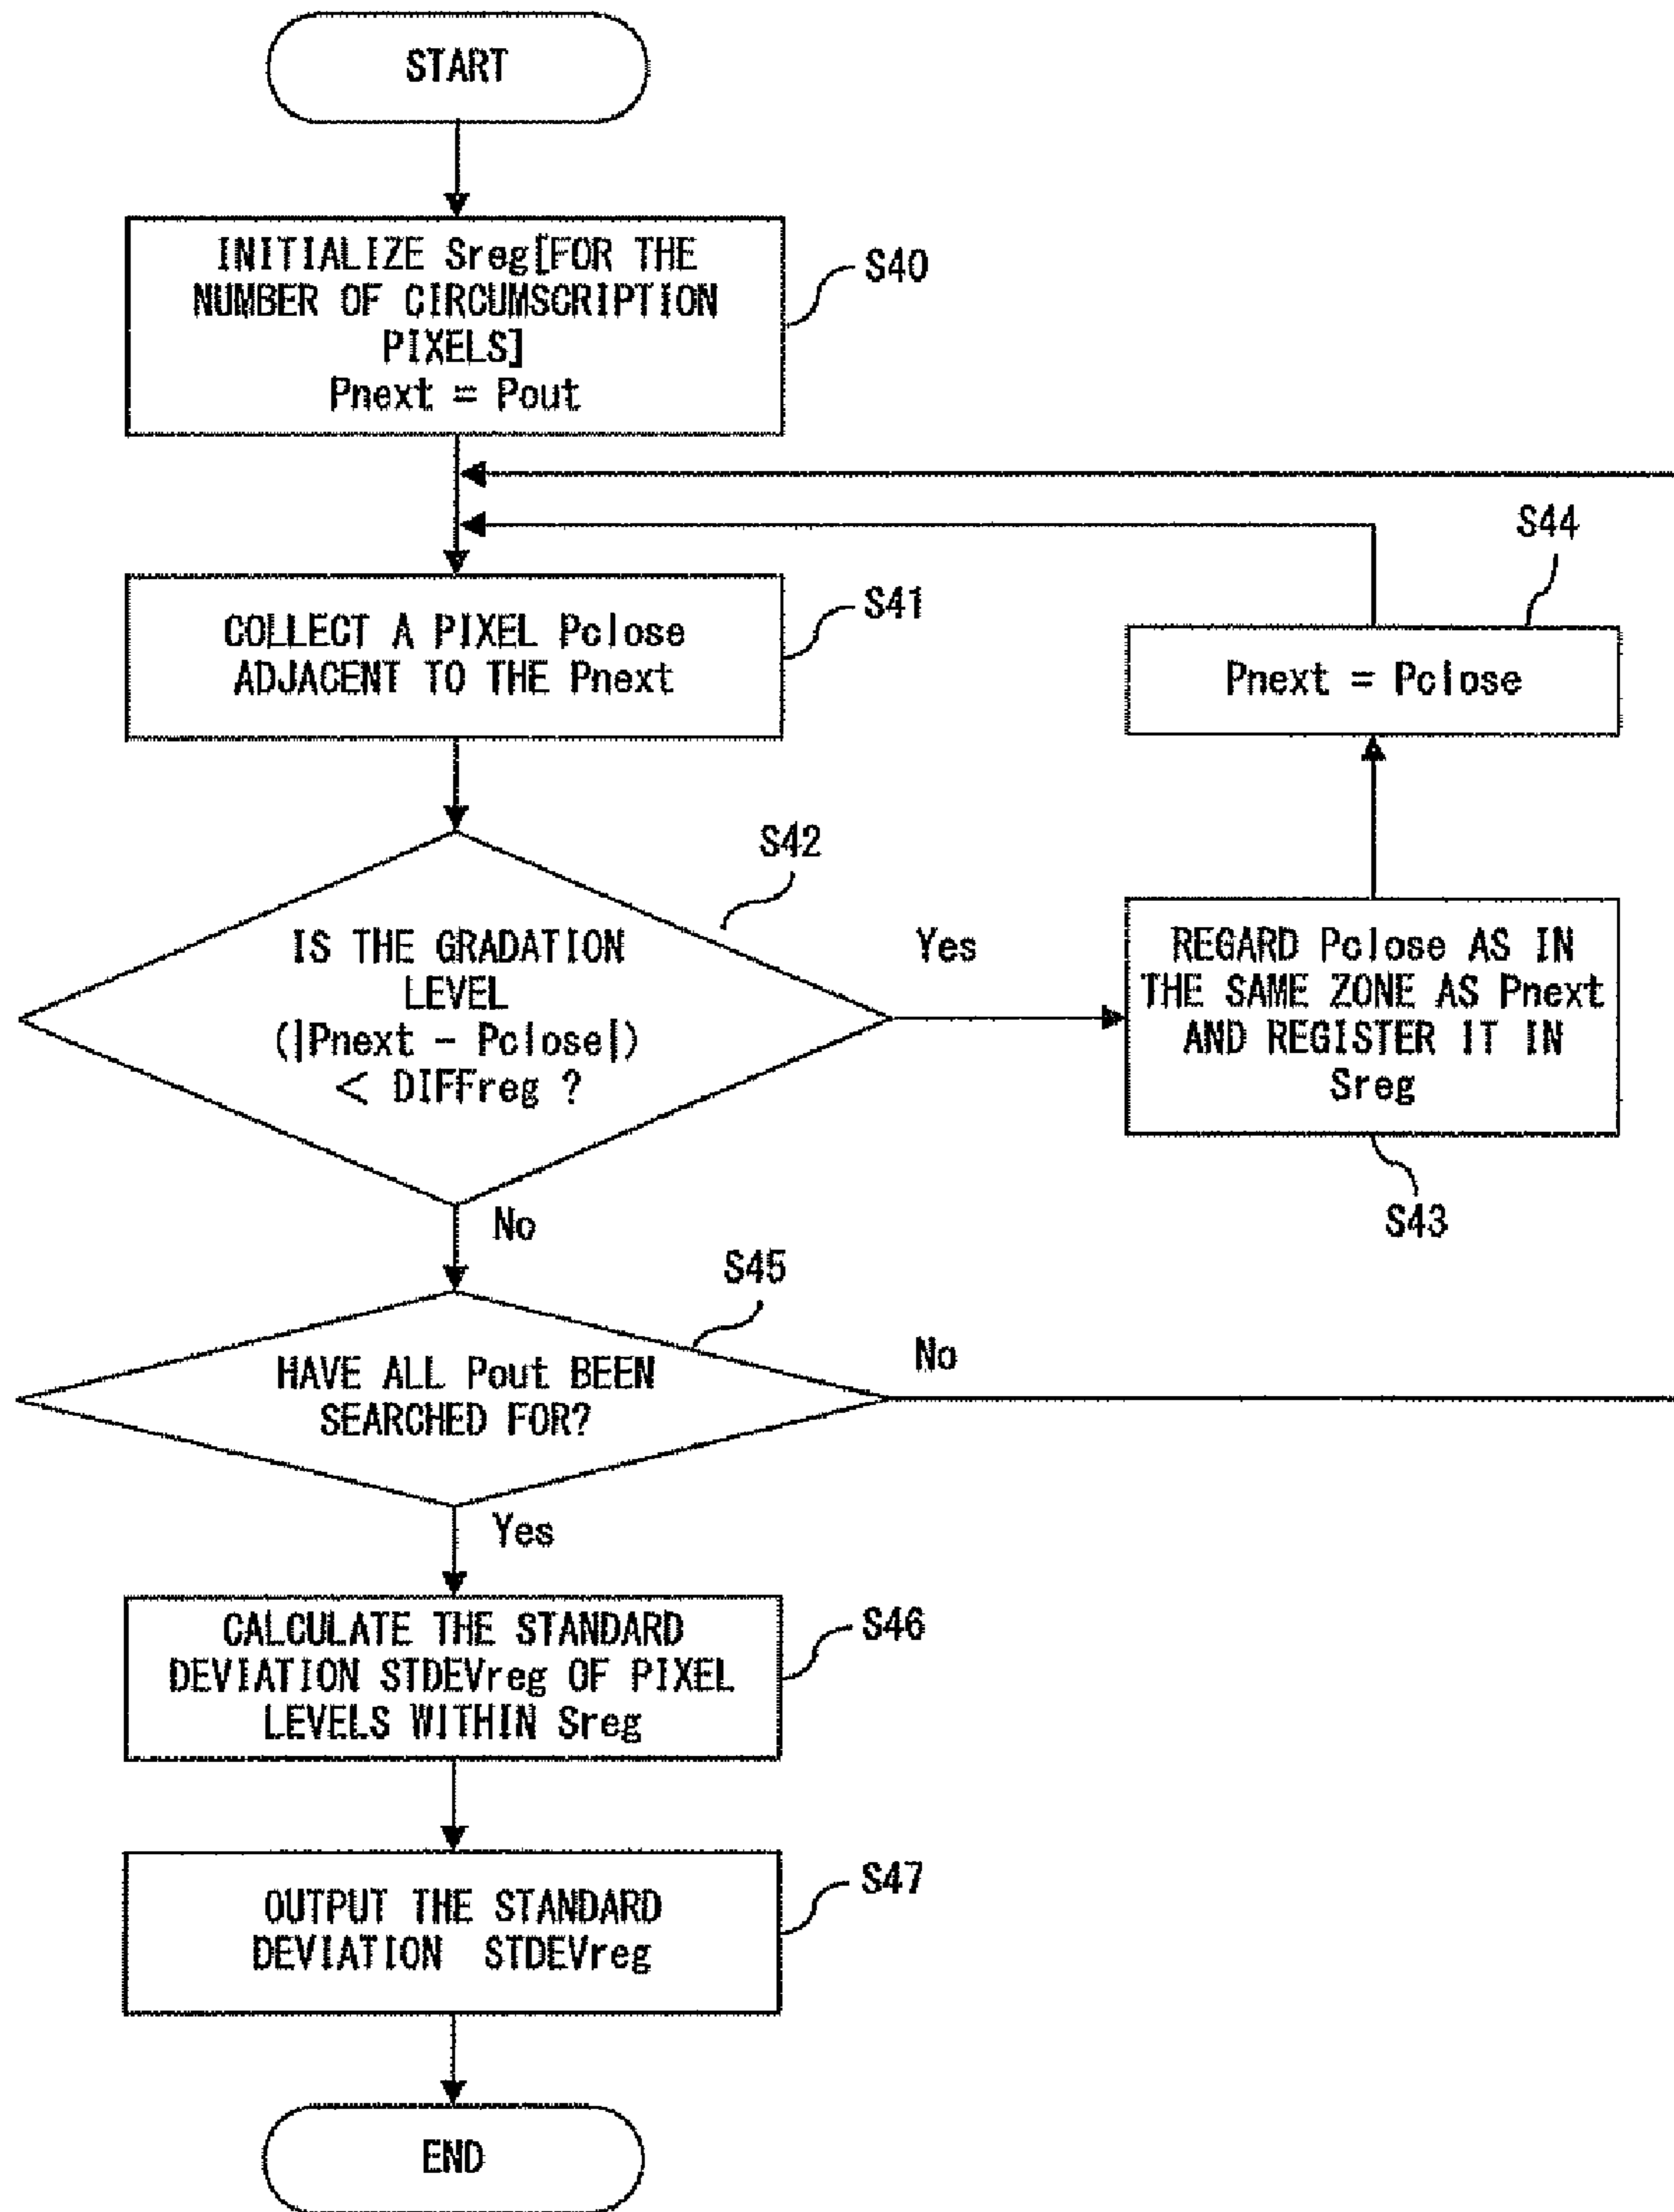 START
INITIALIZE Sreg[FOR THE
NUMBER OF CIRCUMSCRIPTION
PIXELS]
Pnext = Pout
S40
S44
COLLECT A PIXEL Pclose
ADJACENT TO THE Pnext
S41
Pnext = Pclose
S42
IS THE GRADATION
LEVEL
(|Pnext - Pclose|)
< DIFFreg ?
Yes
REGARD Pclose AS IN
THE SAME ZONE AS Pnext
AND REGISTER IT IN
Sreg
S43
No
S45
HAVE ALL Pout BEEN
SEARCHED FOR?
No
Yes
CALCULATE THE STANDARD
DEVIATION STDEVreg OF PIXEL
LEVELS WITHIN Sreg
S46
OUTPUT THE STANDARD
DEVIATION STDEVreg
S47
END